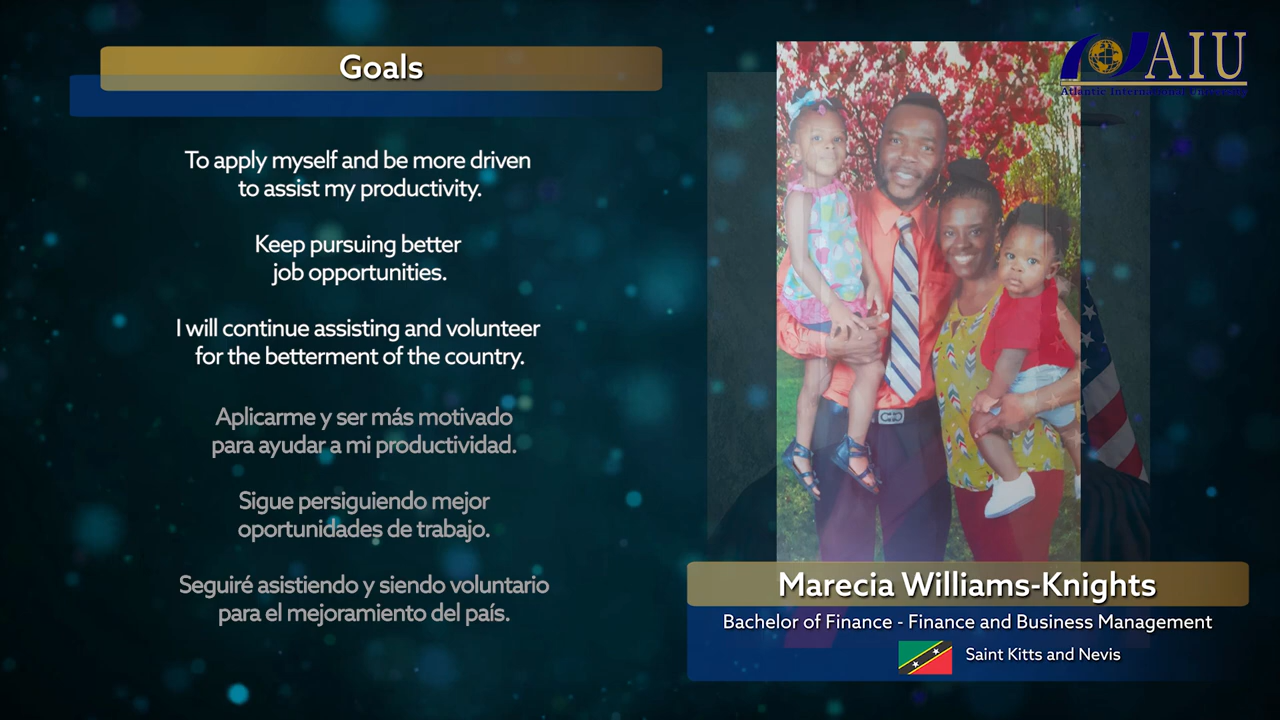 Goals
To apply myself and be more driven
to assist my productivity.
Keep pursuing better
job opportunities.
I will continue assisting and volunteer
for the betterment of the country.
Aplicarme y ser más motivado
para ayudar a mi productividad.
Sigue persiguiendo mejor
oportunidades de trabajo.
Seguiré asistiendo y siendo voluntario
para el mejoramiento del país.
AIU
Atlantic International University
Marecia Williams-Knights
Bachelor of Finance - Finance and Business Management
Saint Kitts and Nevis